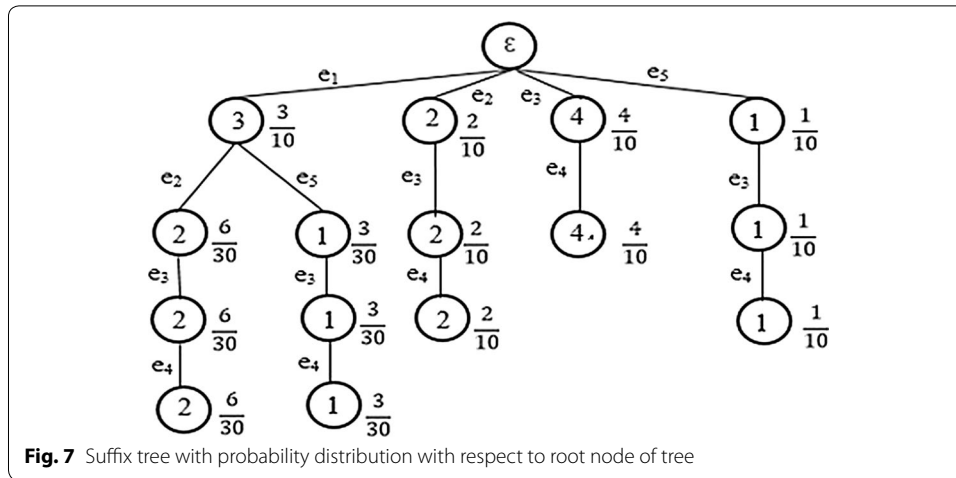 ε
e₁ e₂ e₃ e₅
3 3/10 2 2/10 4 4/10 1 1/10
e₂ e₅ e₃ e₄ e₃
2 6/30 1 3/30 2 2/10 4. 4/10 1 1/10
e₃ e₃ e₄ e₄
2 6/30 1 3/30 2 2/10 1 1/10
e₄ e₄
2 6/30 1 3/30
Fig. 7 Suffix tree with probability distribution with respect to root node of tree